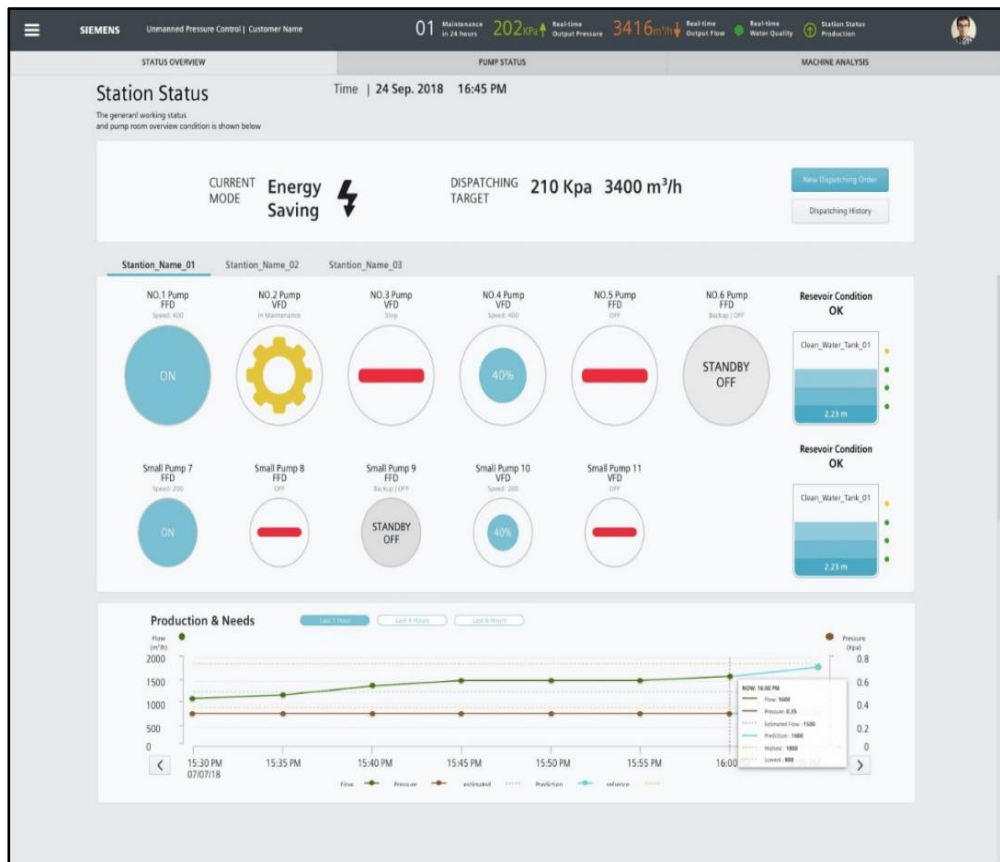 SIEMENS
Unmanned Pressure Control | Customer Name
01 Maintenance in 24 hours
202KPa Real-time Output Pressure
3416m³/h Real-time Output Flow
Real-time Water Quality
Station Status Production
STATUS OVERVIEW
PUMP STATUS
MACHINE ANALYSIS
Station Status
Time | 24 Sep. 2018 16:45 PM
The generanl working status
and pump room overview condition is shown below
CURRENT MODE
Energy Saving
DISPATCHING TARGET
210 Kpa 3400 m³/h
New Dispatching Order
Dispatching History
Stantion_Name_01
Stantion_Name_02
Stantion_Name_03
NO.1 Pump
FFD
Speed: 400
ON
NO.2 Pump
VFD
In Maintenance
NO.3 Pump
VFD
Stop
NO.4 Pump
VFD
Speed: 400
40%
NO.5 Pump
FFD
OFF
NO.6 Pump
FFD
Backup | OFF
STANDBY
OFF
Resevoir Condition
OK
Clean_Water_Tank_01
2.23 m
Small Pump 7
FFD
Speed: 200
ON
Small Pump 8
FFD
OFF
Small Pump 9
FFD
Backup | OFF
STANDBY
OFF
Small Pump 10
VFD
Speed: 200
40%
Small Pump 11
VFD
OFF
Resevoir Condition
OK
Clean_Water_Tank_01
2.23 m
Production & Needs
Last 1 Hour
Last 4 Hours
Last 8 Hours
Flow
(m³/h)
2000
1500
1000
500
0
Pressure
(Kpa)
0.8
0.6
0.4
0.2
0
NOW: 16:00 PM
Flow: 1600
Pressure: 0.35
Estimated Flow : 1500
Prediction : 1600
Highest : 1800
Lowest : 900
15:30 PM
07/07/18
15:35 PM
15:40 PM
15:45 PM
15:50 PM
15:55 PM
16:00
Flow
Pressure
estimated
Prediction
refrence